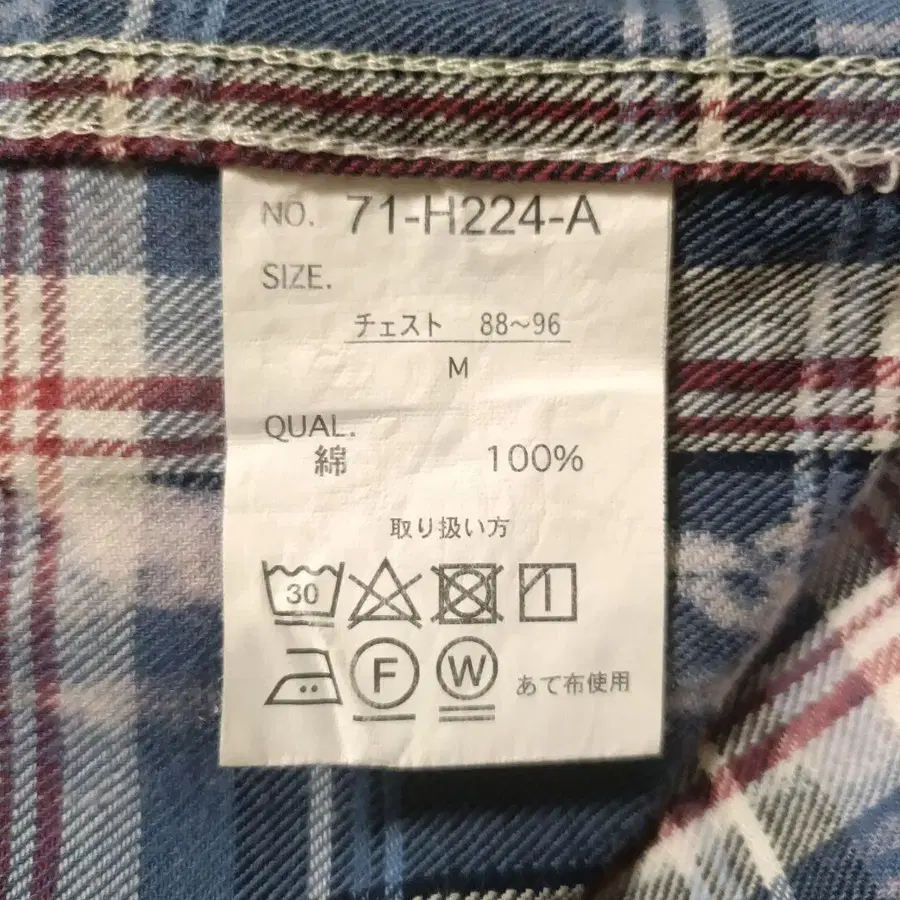 NO. 71-H224-A
SIZE.
チェスト 88~96
M
QUAL.
綿 100%
取り扱い方
30
F W あて布使用